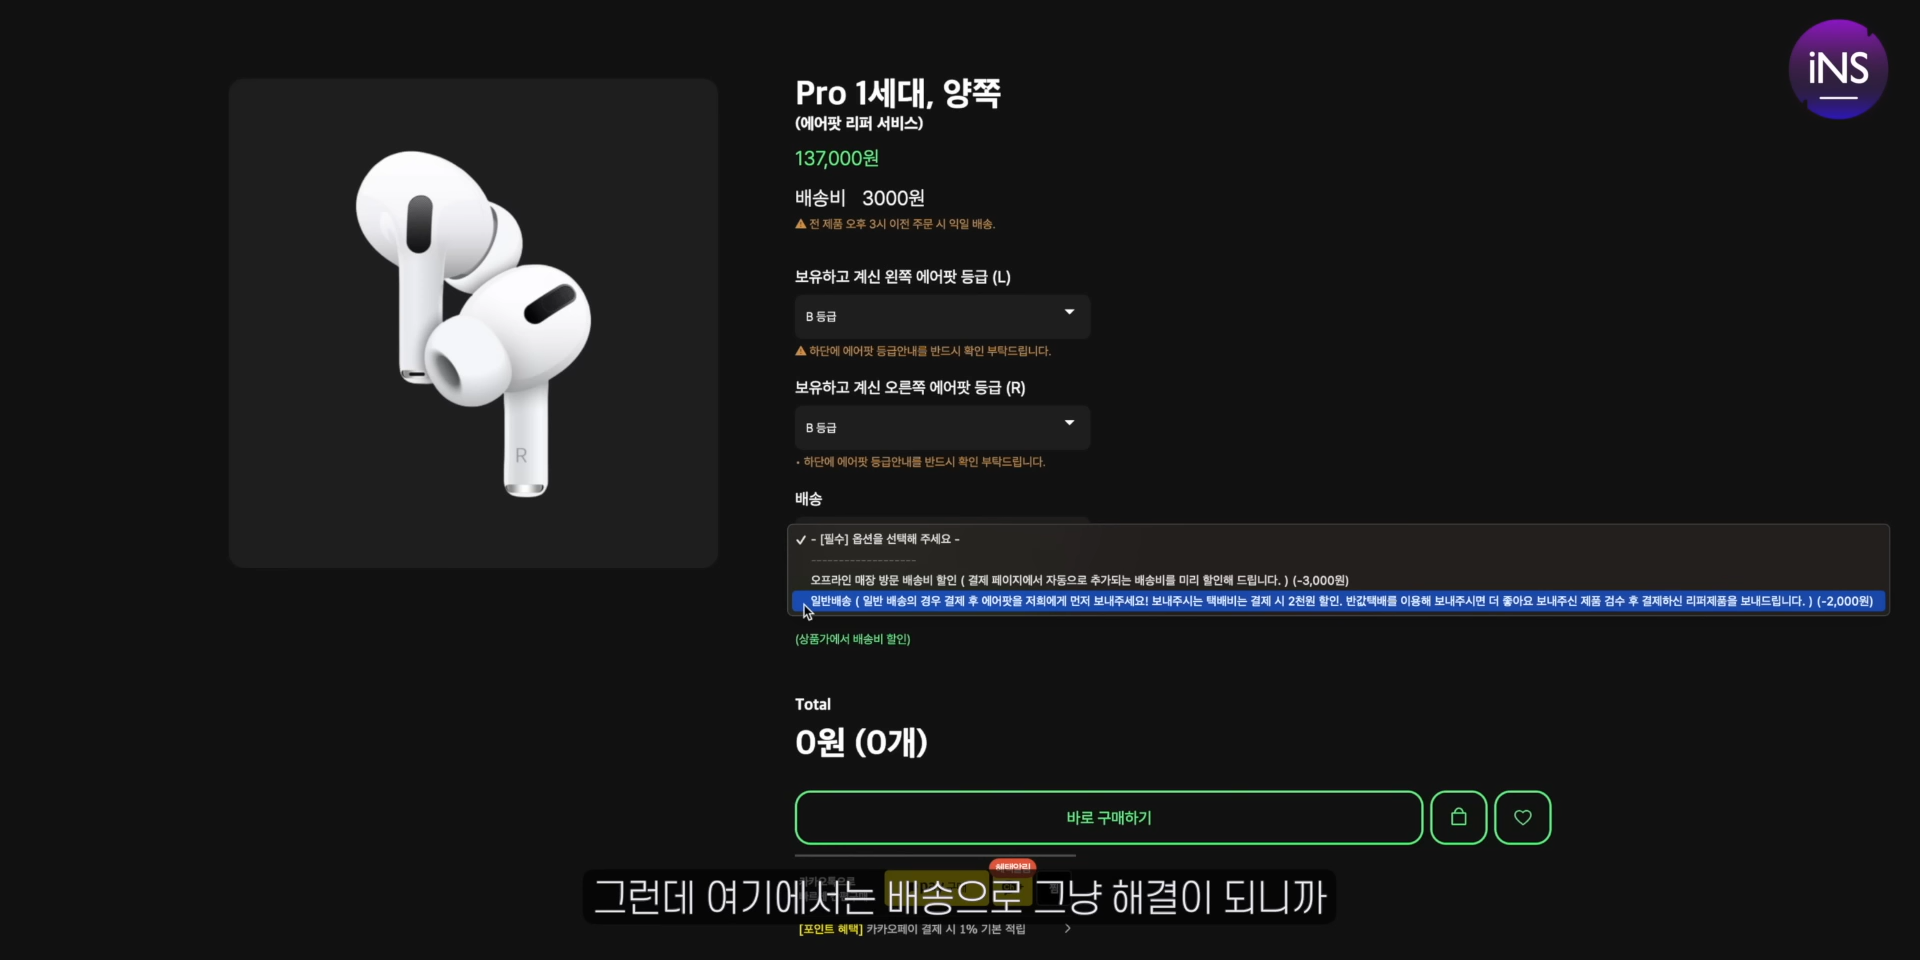 iNS
Pro 1세대, 양쪽
(에어팟 리퍼 서비스)
137,000원
배송비 3000원
전 제품 오후 3시 이전 주문 시 익일 배송.
보유하고 계신 왼쪽 에어팟 등급 (L)
B 등급
하단에 에어팟 등급안내를 반드시 확인 부탁드립니다.
보유하고 계신 오른쪽 에어팟 등급 (R)
B 등급
• 하단에 에어팟 등급안내를 반드시 확인 부탁드립니다.
R
배송
✓ - [필수] 옵션을 선택해 주세요 -
-------------------
오프라인 매장 방문 배송비 할인 ( 결제 페이지에서 자동으로 추가되는 배송비를 미리 할인해 드립니다. ) (-3,000원)
일반배송 ( 일반 배송의 경우 결제 후 에어팟을 저희에게 먼저 보내주세요! 보내주시는 택배비는 결제 시 2천원 할인. 반값택배를 이용해 보내주시면 더 좋아요 보내주신 제품 검수 후 결제하신 리퍼제품을 보내드립니다. ) (-2,000원)
(상품가에서 배송비 할인)
Total
0원 (0개)
바로 구매하기
그런데 여기에서는 배송으로 그냥 해결이 되니까
[포인트 혜택] 카카오페이 결제 시 1% 기본 적립